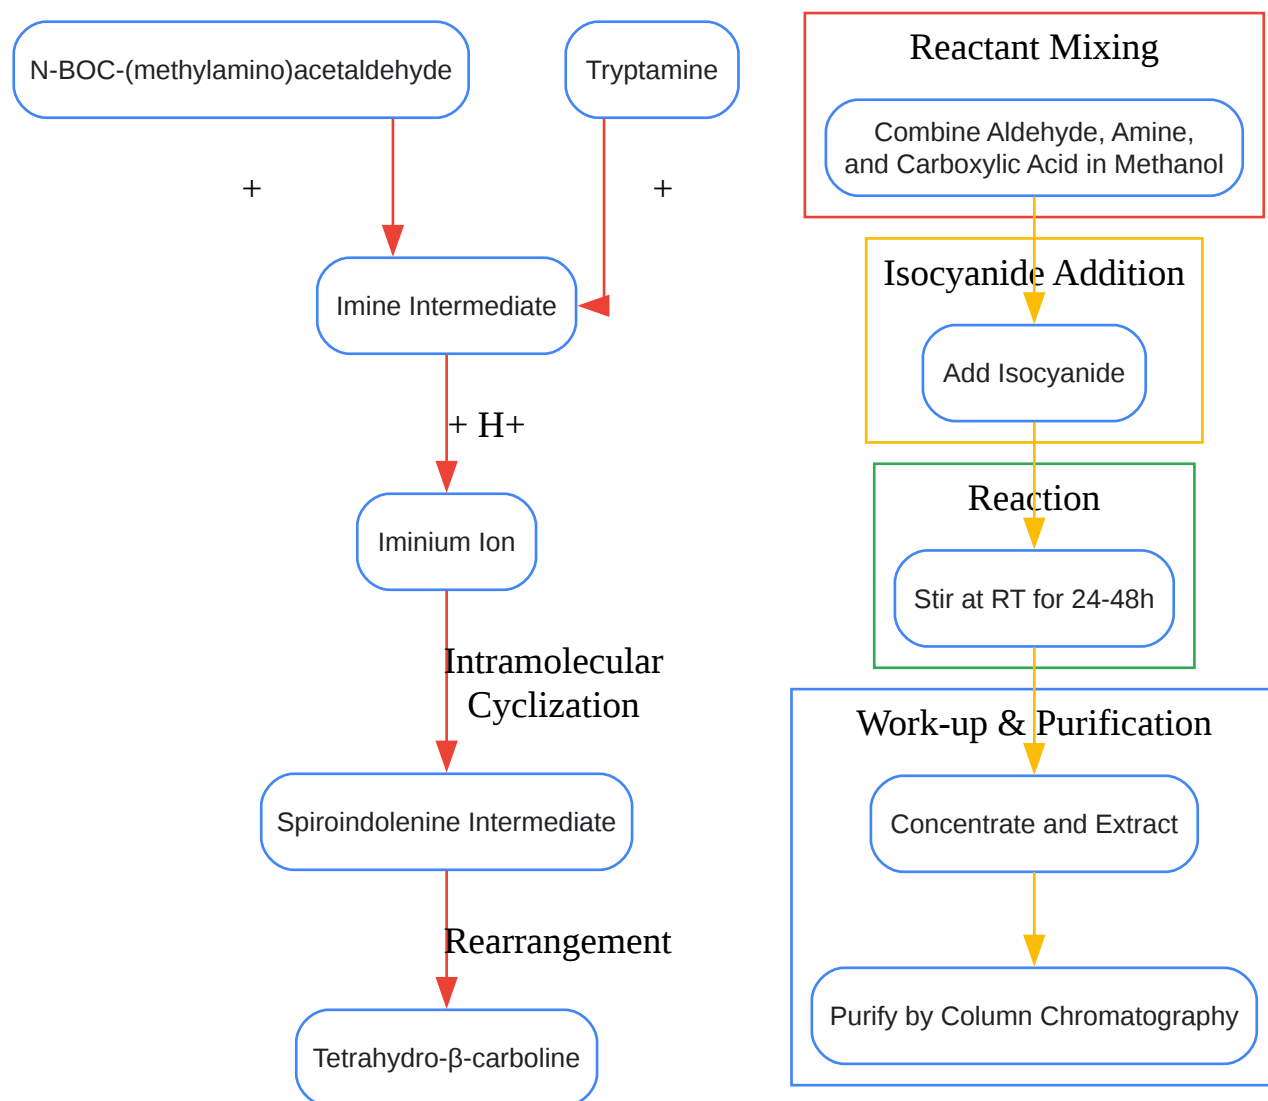 N-BOC-(methylamino)acetaldehyde
Tryptamine
+
+
Imine Intermediate
+ H+
Iminium Ion
Intramolecular
Cyclization
Spiroindolenine Intermediate
Rearrangement
Tetrahydro-β-carboline
Reactant Mixing
Combine Aldehyde, Amine,
and Carboxylic Acid in Methanol
Isocyanide Addition
Add Isocyanide
Reaction
Stir at RT for 24-48h
Work-up & Purification
Concentrate and Extract
Purify by Column Chromatography